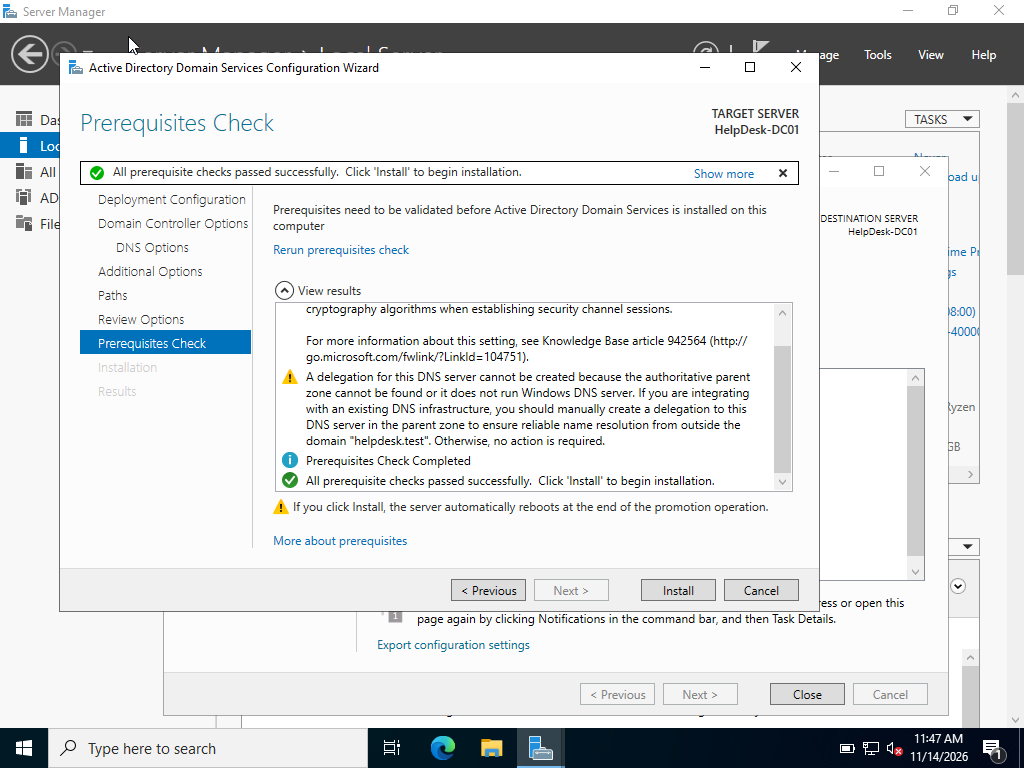 Server Manager
Manage
Tools
View
Help
Active Directory Domain Services Configuration Wizard
Prerequisites Check
TARGET SERVER
HelpDesk-DC01
TASKS
All prerequisite checks passed successfully. Click 'Install' to begin installation.
Show more
Deployment Configuration
Domain Controller Options
DNS Options
Additional Options
Paths
Review Options
Prerequisites Check
Installation
Results
Prerequisites need to be validated before Active Directory Domain Services is installed on this
computer
Rerun prerequisites check
View results
cryptography algorithms when establishing security channel sessions.
For more information about this setting, see Knowledge Base article 942564 (http://
go.microsoft.com/fwlink/?LinkId=104751).
A delegation for this DNS server cannot be created because the authoritative parent
zone cannot be found or it does not run Windows DNS server. If you are integrating
with an existing DNS infrastructure, you should manually create a delegation to this
DNS server in the parent zone to ensure reliable name resolution from outside the
domain "helpdesk.test". Otherwise, no action is required.
Prerequisites Check Completed
All prerequisite checks passed successfully. Click 'Install' to begin installation.
If you click Install, the server automatically reboots at the end of the promotion operation.
More about prerequisites
< Previous
Next >
Install
Cancel
All
AD
File
DESTINATION SERVER
HelpDesk-DC01
Ryzen
GB
1
or open this
page again by clicking Notifications in the command bar, and then Task Details.
Export configuration settings
< Previous
Next >
Close
Cancel
Type here to search
11:47 AM
11/14/2026
1